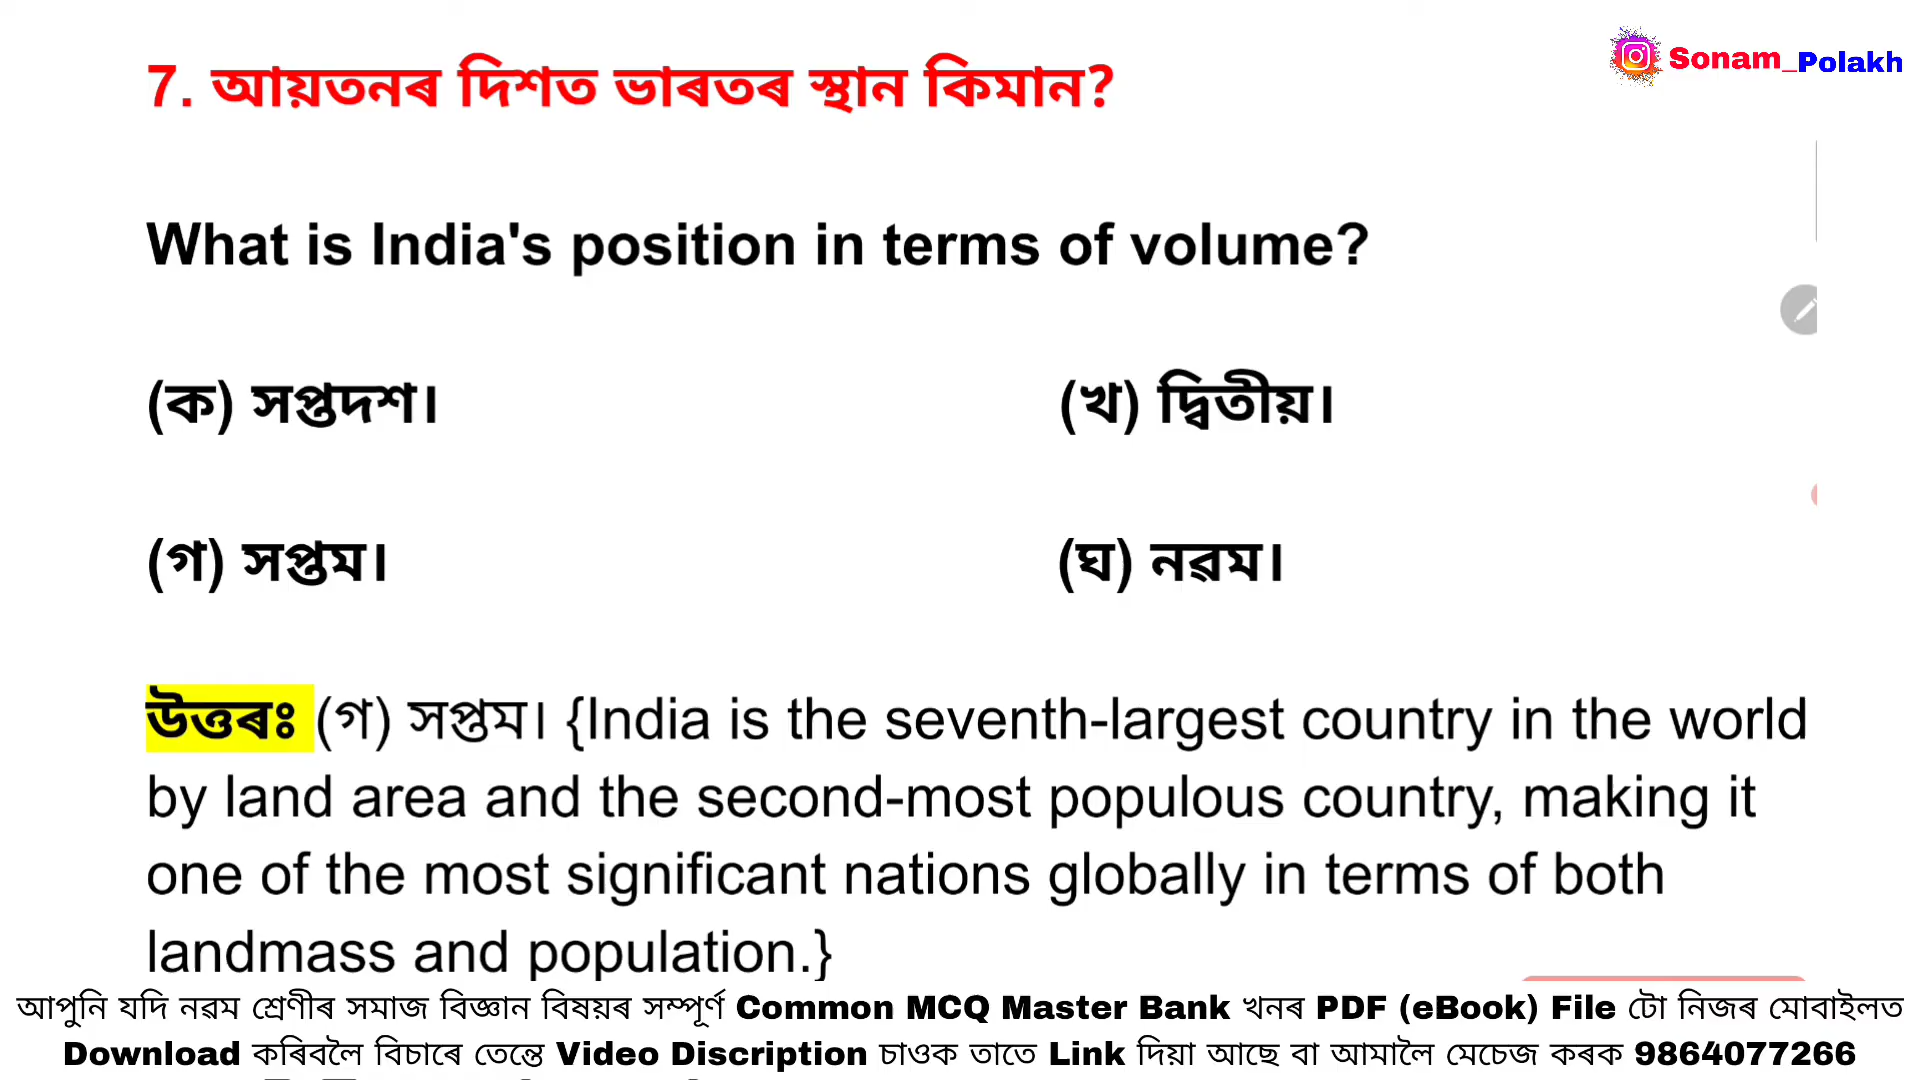 Sonam_Polakh
7. আয়তনৰ দিশত ভাৰতৰ স্থান কিমান?
What is India's position in terms of volume?
(ক) সপ্তদশ। (খ) দ্বিতীয়।
(গ) সপ্তম। (ঘ) নৱম।
উত্তৰঃ (গ) সপ্তম। {India is the seventh-largest country in the world
by land area and the second-most populous country, making it
one of the most significant nations globally in terms of both
landmass and population.}
আপুনি যদি নৱম শ্ৰেণীৰ সমাজ বিজ্ঞান বিষয়ৰ সম্পূৰ্ণ Common MCQ Master Bank খনৰ PDF (eBook) File টো নিজৰ মোবাইলত
Download কৰিবলৈ বিচাৰে তেন্তে Video Discription চাওক তাতে Link দিয়া আছে বা আমালৈ মেচেজ কৰক 9864077266